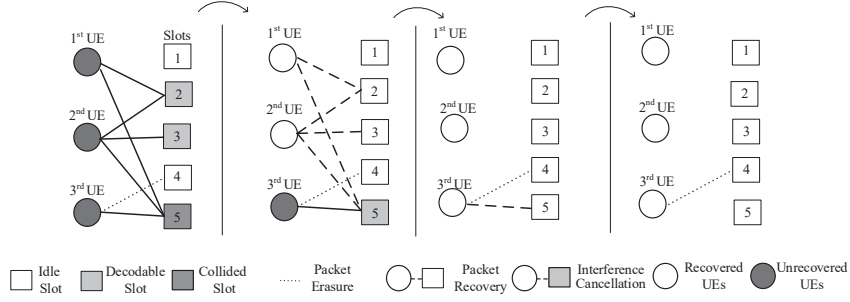 1st UE
Slots
1
2
2nd UE
3
4
3rd UE
5
1st UE
1
2
2nd UE
3
4
3rd UE
5
1st UE
1
2
2nd UE
3
4
3rd UE
5
1st UE
1
2
2nd UE
3
4
3rd UE
5
Idle
Slot
Decodable
Slot
Collided
Slot
Packet
Erasure
Packet
Recovery
Interference
Cancellation
Recovered
UEs
Unrecovered
UEs